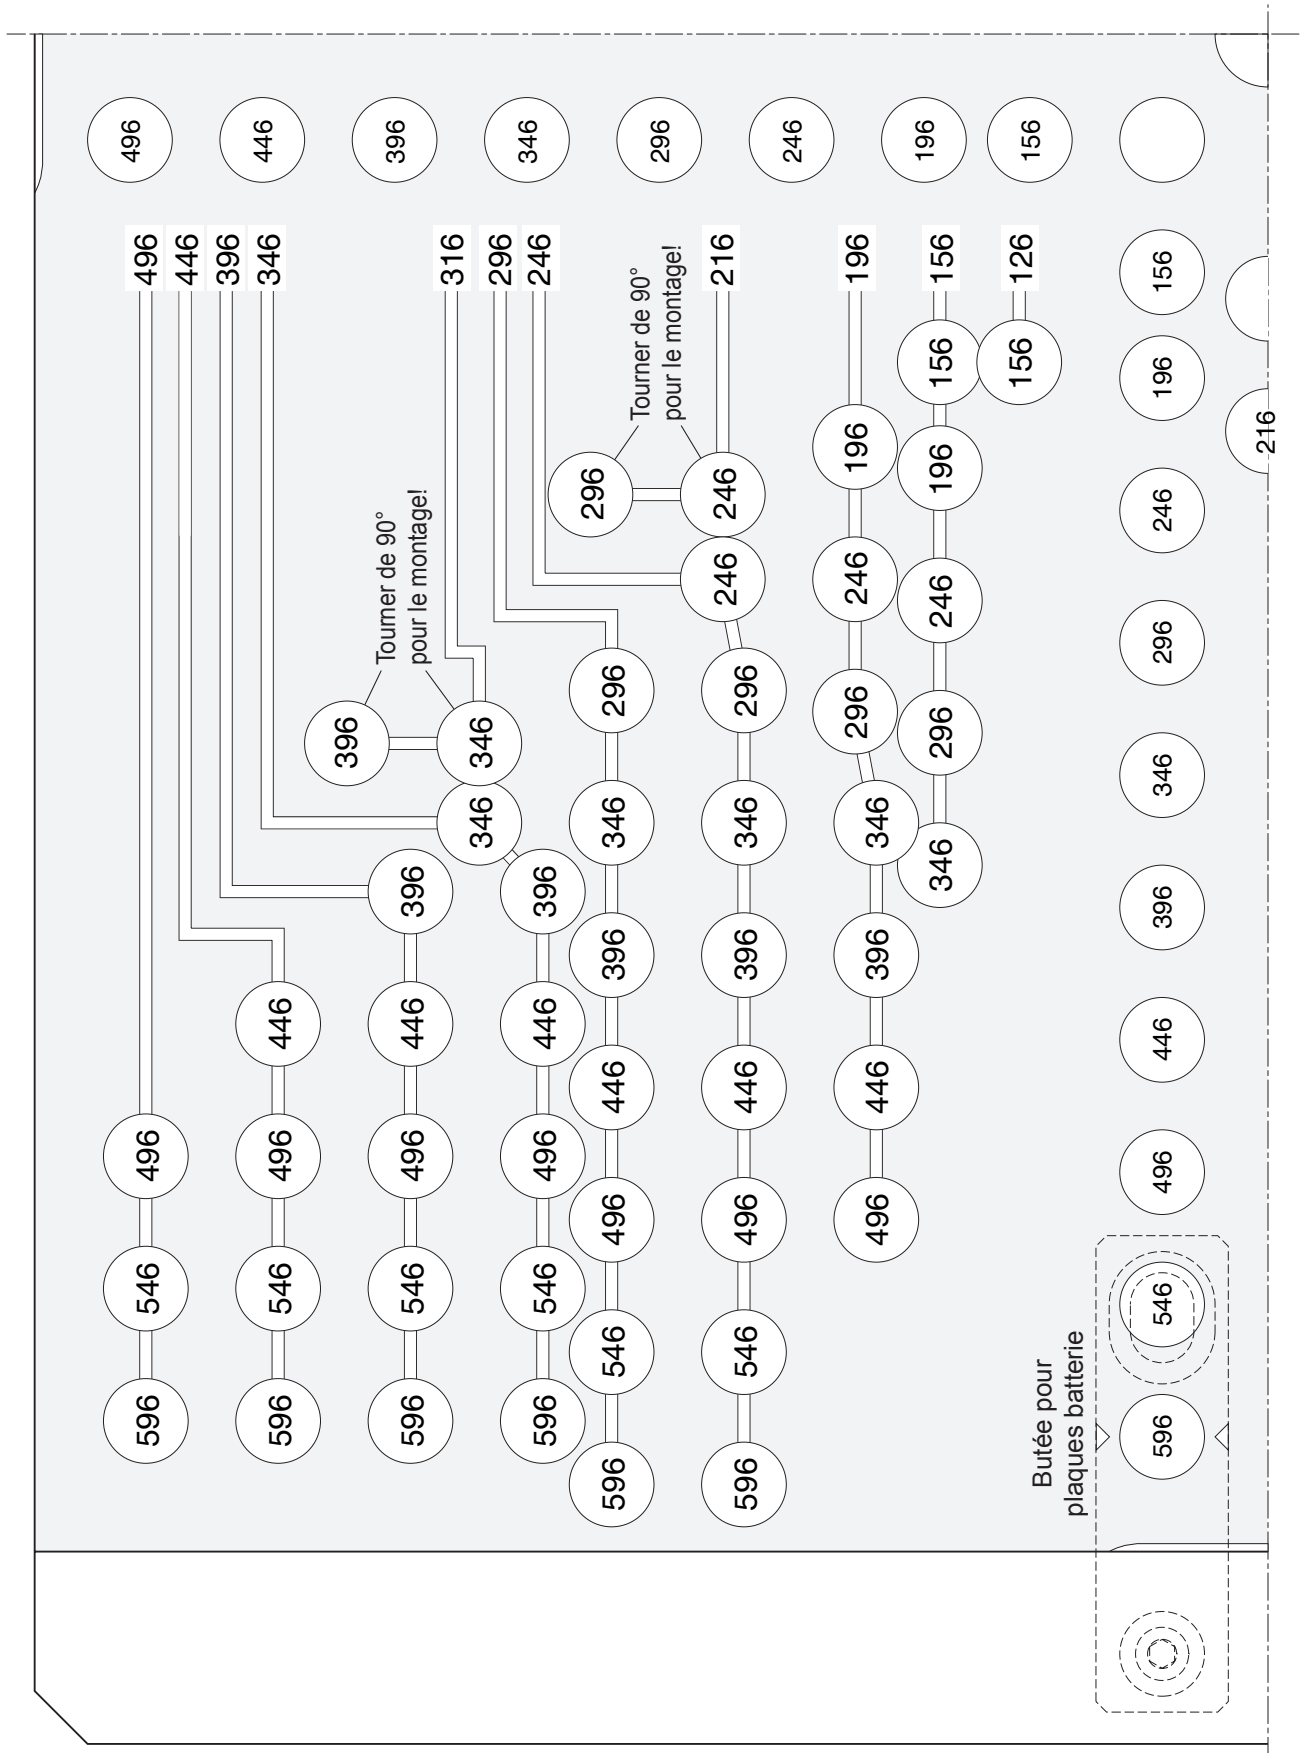 596 546 496 496 496
446
396
346
596 546 496 446 446
396
Tourner de 90°
pour le montage!
596 546 496 446 396 396
316
346 346
296
246
346
596 546 496 446 396
296
596 546 496 446 396 346 296
Tourner de 90°
pour le montage!
296
246 246 216
596 546 496 446 396 346 296
246
296 246 196 196
496 446 396 346
196
346 296 246 196 156 156
156 126
156
Butée pour
plaques batterie
596 546 496 446 396 346 296 246 196 156
216